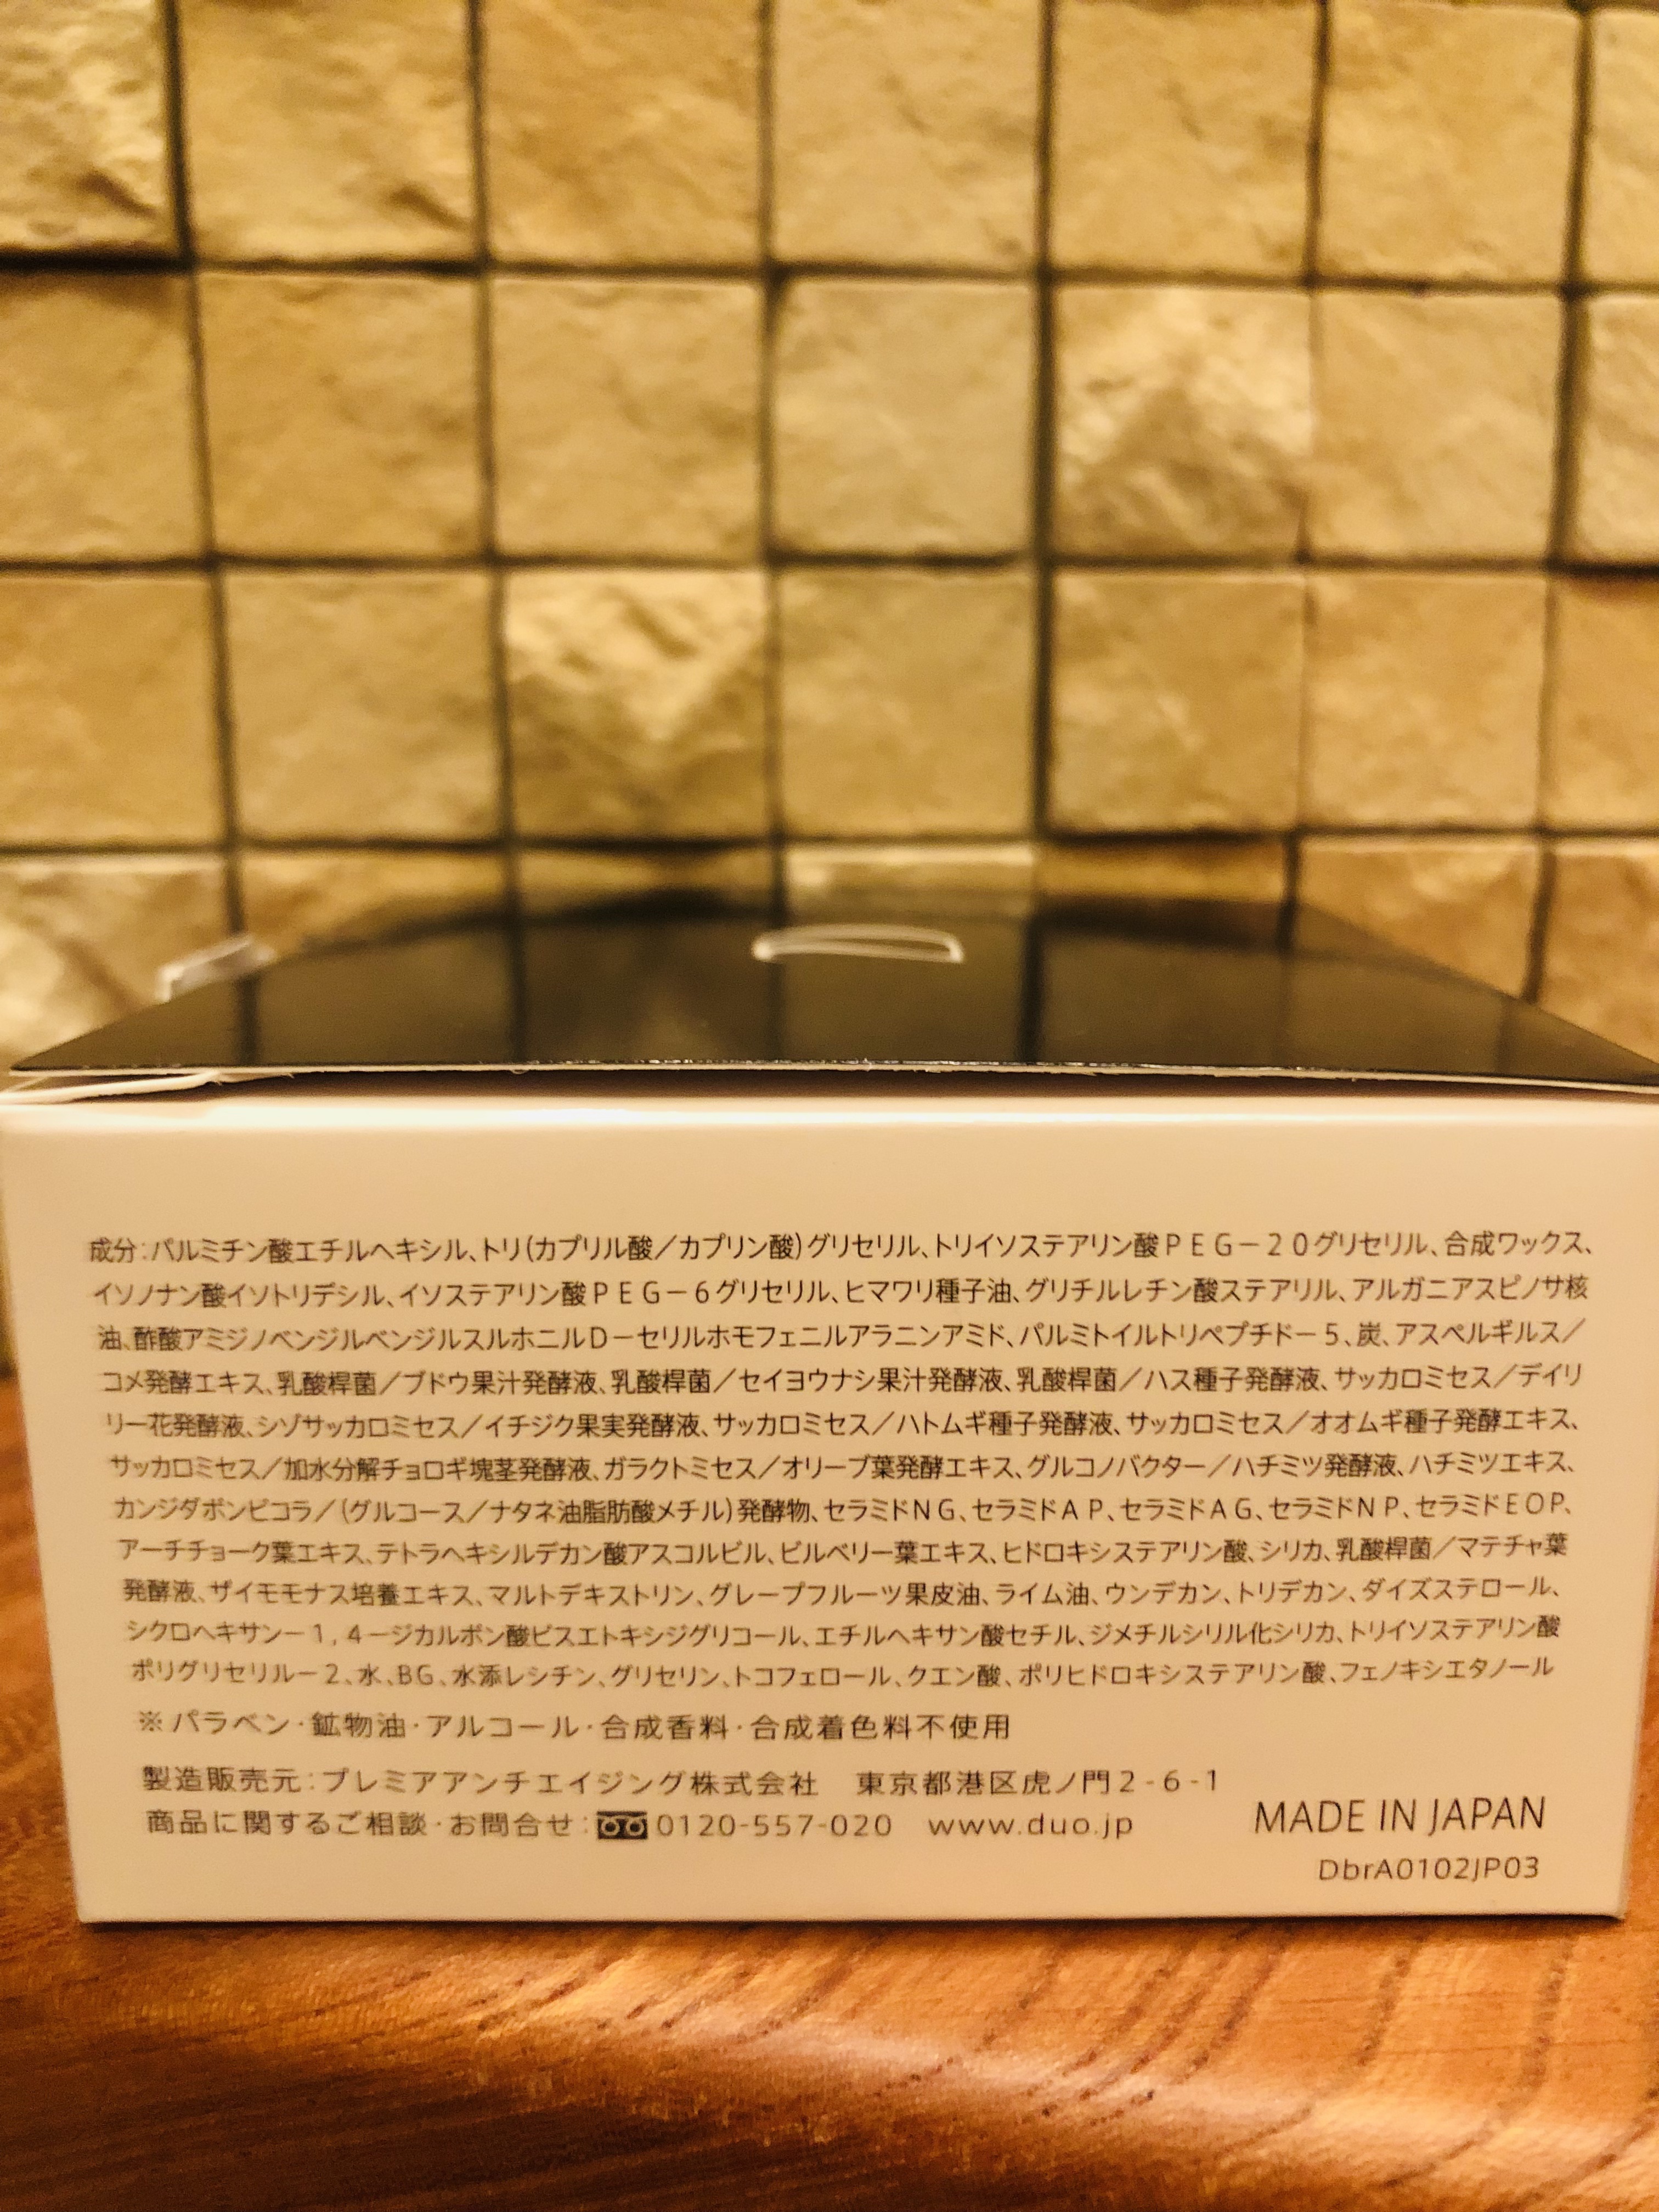 成分:パルミチン酸エチルヘキシル、トリ(カプリル酸／カプリン酸)グリセリル、トリイソステアリン酸ＰＥＧ－２０グリセリル、合成ワックス、
イソノナン酸イソトリデシル、イソステアリン酸ＰＥＧ－６グリセリル、ヒマワリ種子油、グリチルレチン酸ステアリル、アルガニアスピノサ核
油、酢酸アミジノベンジルベンジルスルホニルＤ－セリルホモフェニルアラニンアミド、パルミトイルトリペプチド－５、炭、アスペルギルス／
コメ発酵エキス、乳酸桿菌／ブドウ果汁発酵液、乳酸桿菌／セイヨウナシ果汁発酵液、乳酸桿菌／ハス種子発酵液、サッカロミセス／デイリ
リー花発酵液、シゾサッカロミセス／イチジク果実発酵液、サッカロミセス／ハトムギ種子発酵液、サッカロミセス／オオムギ種子発酵エキス、
サッカロミセス／加水分解チョロギ塊茎発酵液、ガラクトミセス／オリーブ葉発酵エキス、グルコノバクター／ハチミツ発酵液、ハチミツエキス、
カンジダボンビコラ／(グルコース／ナタネ油脂肪酸メチル)発酵物、セラミドＮＧ、セラミドＡＰ、セラミドＡＧ、セラミドＮＰ、セラミドＥＯＰ、
アーチチョーク葉エキス、テトラヘキシルデカン酸アスコルビル、ビルベリー葉エキス、ヒドロキシステアリン酸、シリカ、乳酸桿菌／マテチャ葉
発酵液、ザイモモナス培養エキス、マルトデキストリン、グレープフルーツ果皮油、ライム油、ウンデカン、トリデカン、ダイズステロール、
シクロヘキサン－１，４－ジカルボン酸ビスエトキシジグリコール、エチルヘキサン酸セチル、ジメチルシリル化シリカ、トリイソステアリン酸
ポリグリセリル－２、水、ＢＧ、水添レシチン、グリセリン、トコフェロール、クエン酸、ポリヒドロキシステアリン酸、フェノキシエタノール
※パラベン・鉱物油・アルコール・合成香料・合成着色料不使用
製造販売元:プレミアアンチエイジング株式会社　東京都港区虎ノ門2-6-1
商品に関するご相談・お問合せ:0120-557-020　www.duo.jp
MADE IN JAPAN
DbrA0102JP03